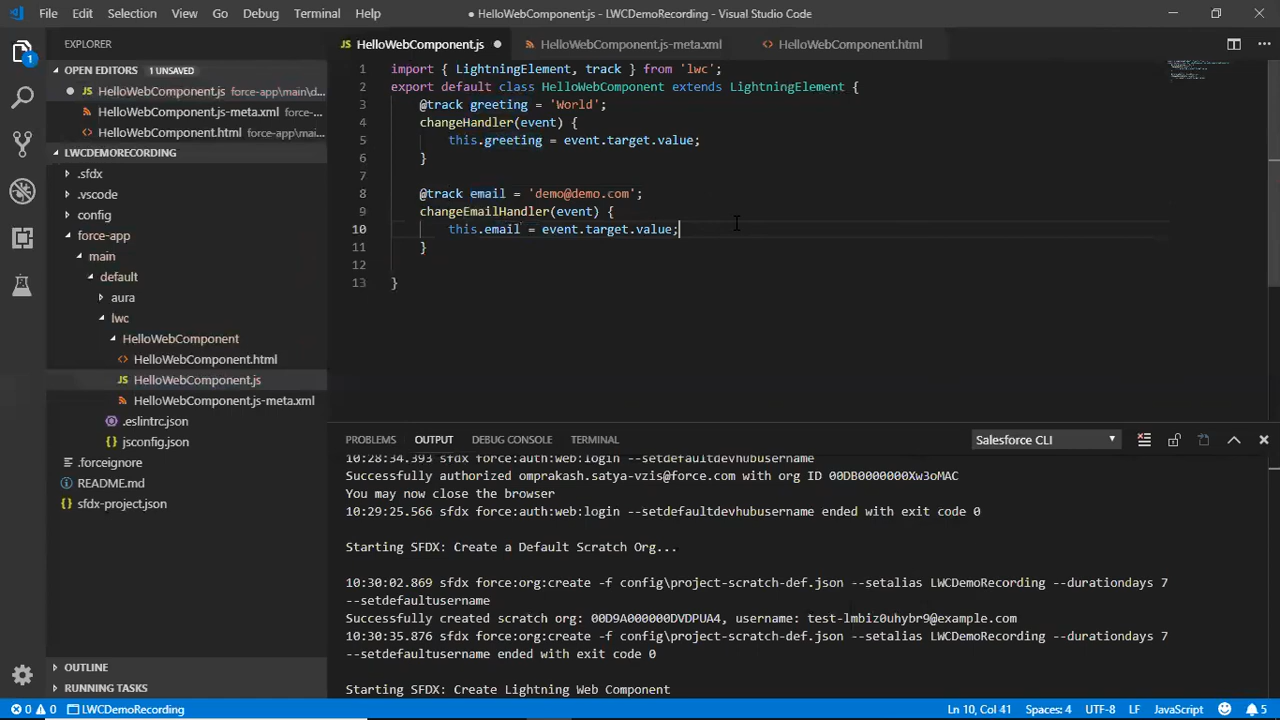 File Edit Selection View Go Debug Terminal Help
● HelloWebComponent.js - LWCDemoRecording - Visual Studio Code
EXPLORER
OPEN EDITORS 1 UNSAVED
HelloWebComponent.js force-app\main\d...
HelloWebComponent.js-meta.xml force-...
HelloWebComponent.html force-app\mai...
LWCDEMORECORDING
.sfdx
.vscode
config
force-app
main
default
aura
lwc
HelloWebComponent
HelloWebComponent.html
JS HelloWebComponent.js
HelloWebComponent.js-meta.xml
.eslintrc.json
jsconfig.json
.forceignore
README.md
sfdx-project.json
OUTLINE
RUNNING TASKS
1
JS HelloWebComponent.js
HelloWebComponent.js-meta.xml
HelloWebComponent.html
1 import { LightningElement, track } from 'lwc';
2 export default class HelloWebComponent extends LightningElement {
3 @track greeting = 'World';
4 changeHandler(event) {
5 this.greeting = event.target.value;
6 }
7
8 @track email = 'demo@demo.com';
9 changeEmailHandler(event) {
10 this.email = event.target.value;
11 }
12
13 }
PROBLEMS OUTPUT DEBUG CONSOLE TERMINAL Salesforce CLI
10:28:34.393 sfdx force:auth:web:login --setdefaultdevhubusername
Successfully authorized omprakash.satya-vzis@force.com with org ID 00DB0000000Xw3oMAC
You may now close the browser
10:29:25.566 sfdx force:auth:web:login --setdefaultdevhubusername ended with exit code 0
Starting SFDX: Create a Default Scratch Org...
10:30:02.869 sfdx force:org:create -f config\project-scratch-def.json --setalias LWCDemoRecording --durationdays 7
--setdefaultusername
Successfully created scratch org: 00D9A000000DVDPUA4, username: test-lmbiz0uhybr9@example.com
10:30:35.876 sfdx force:org:create -f config\project-scratch-def.json --setalias LWCDemoRecording --durationdays 7
--setdefaultusername ended with exit code 0
Starting SFDX: Create Lightning Web Component
0 0 LWCDemoRecording Ln 10, Col 41 Spaces: 4 UTF-8 LF JavaScript 5